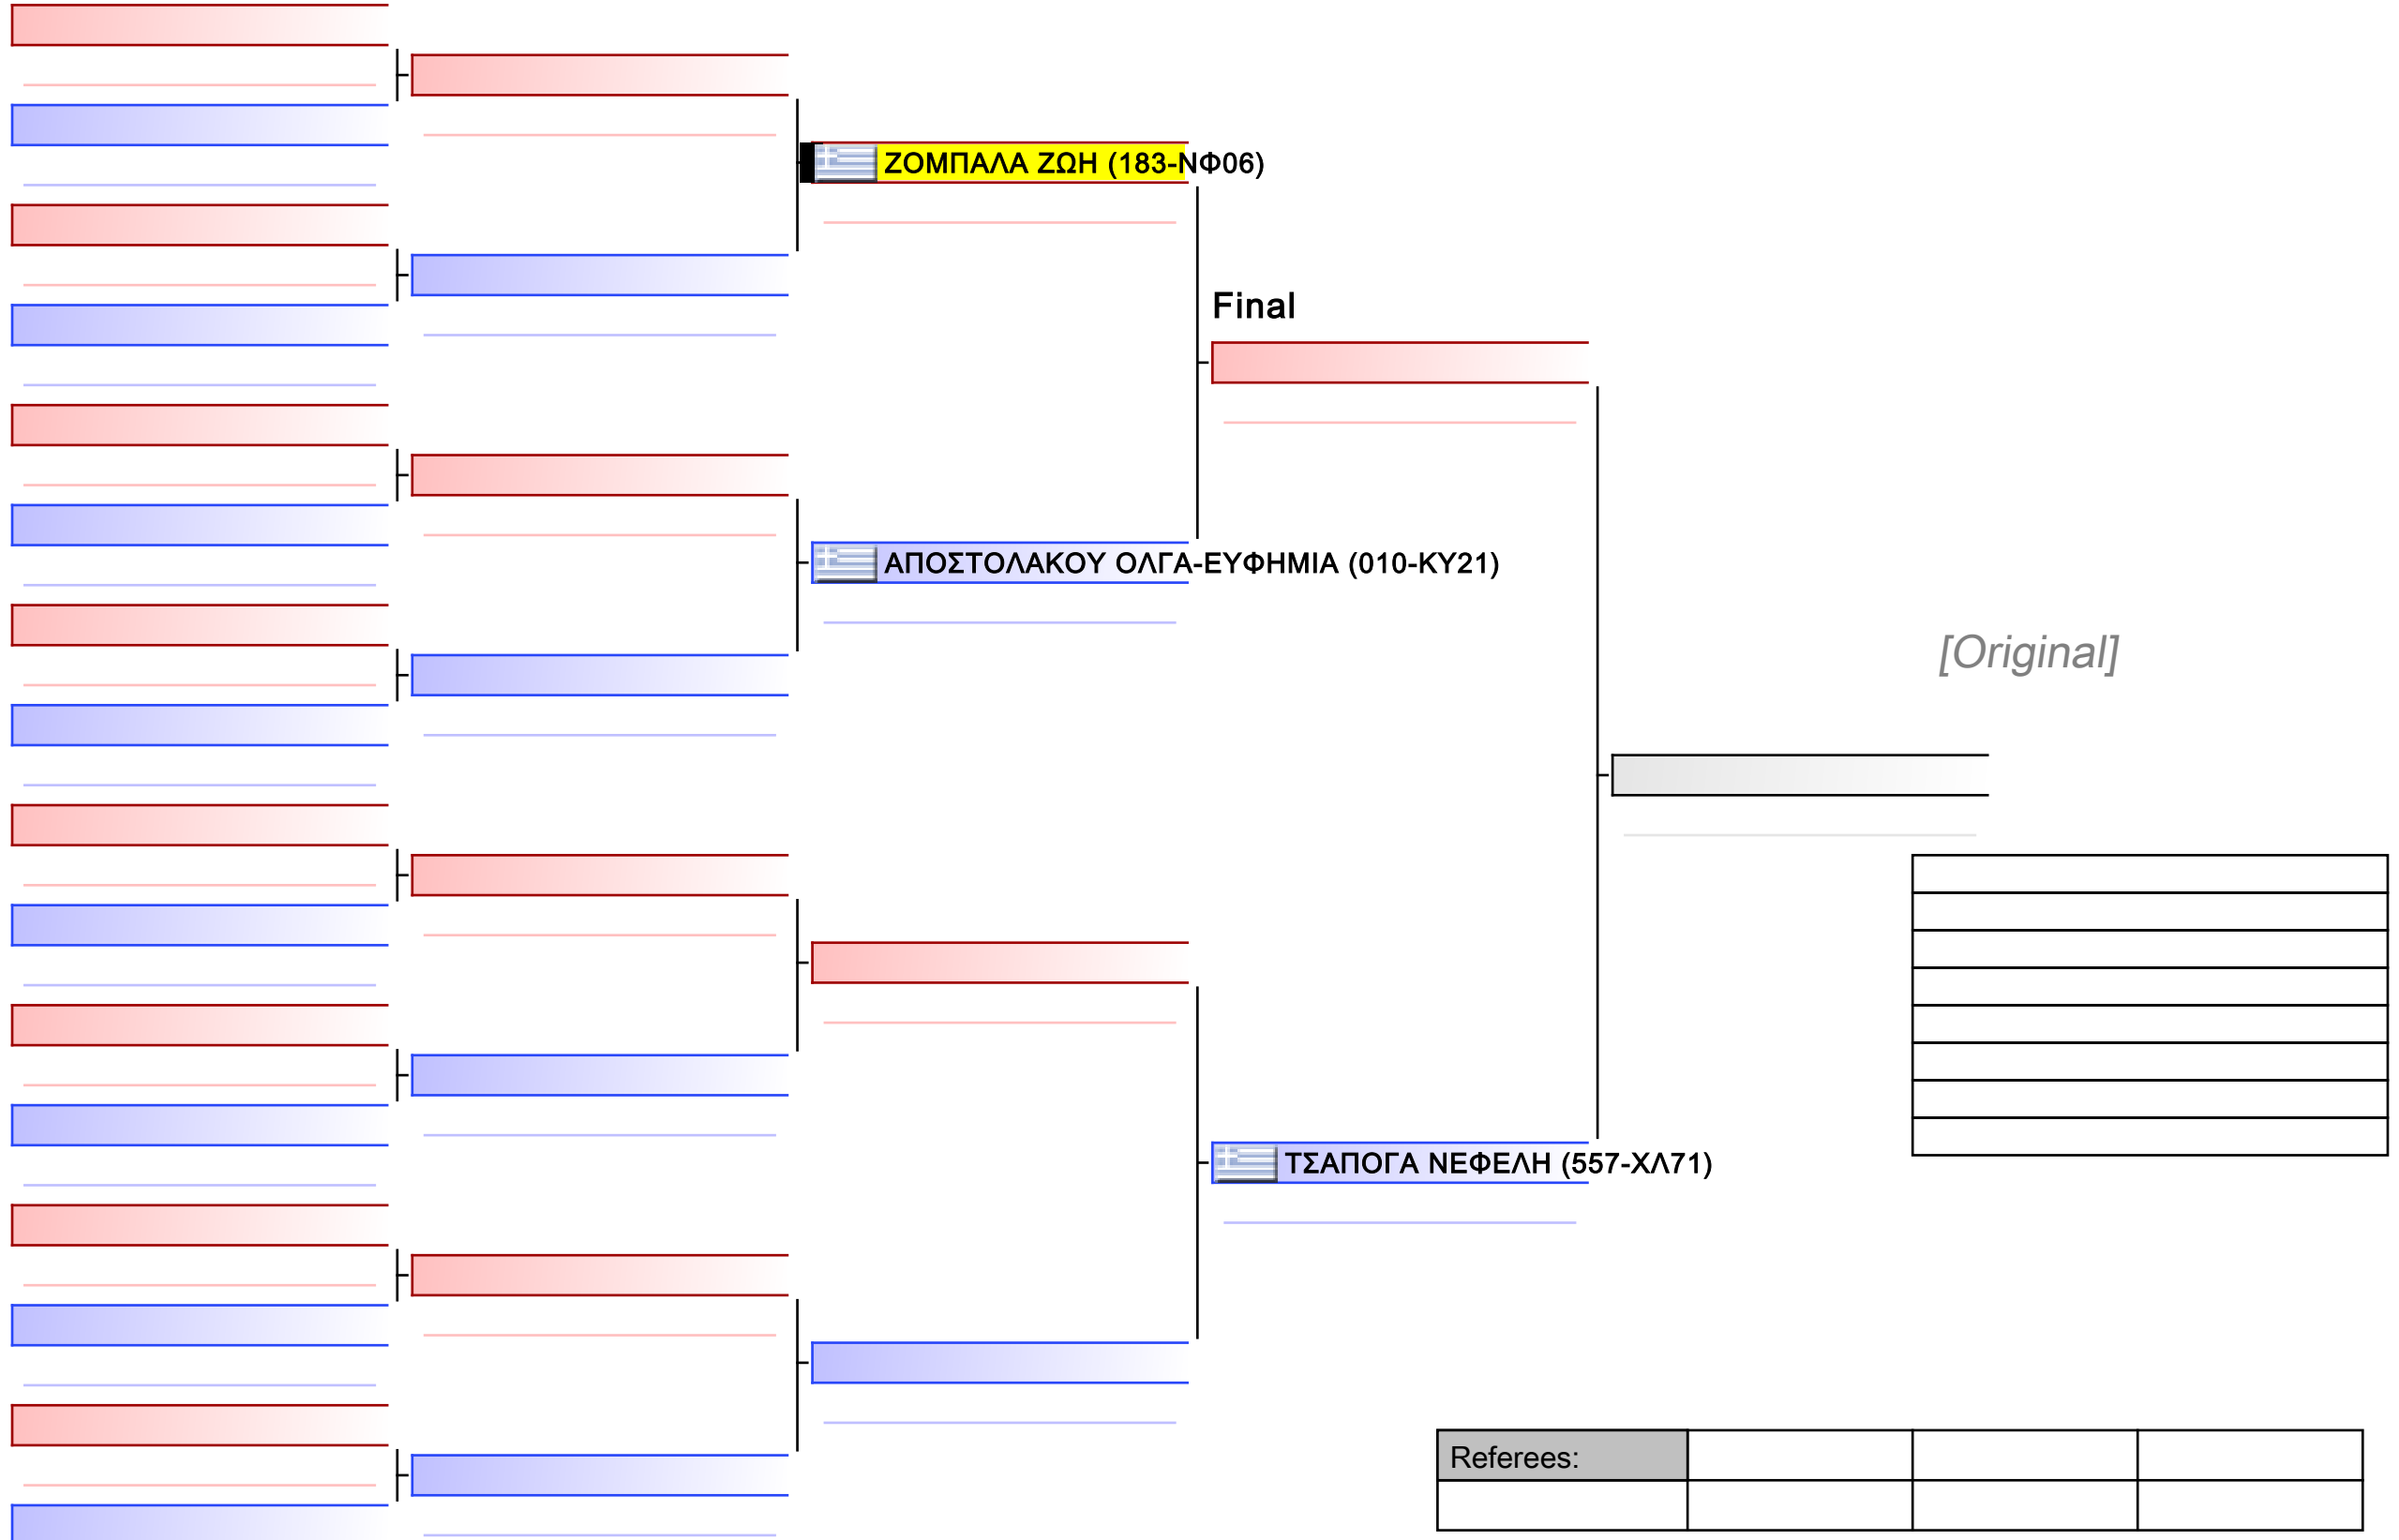 ΖΟΜΠΑΛΑ ΖΩΗ (183-ΝΦ06)
Final
ΑΠΟΣΤΟΛΑΚΟΥ ΟΛΓΑ-ΕΥΦΗΜΙΑ (010-ΚΥ21)
[Original]
ΤΣΑΠΟΓΑ ΝΕΦΕΛΗ (557-ΧΛ71)
Referees: